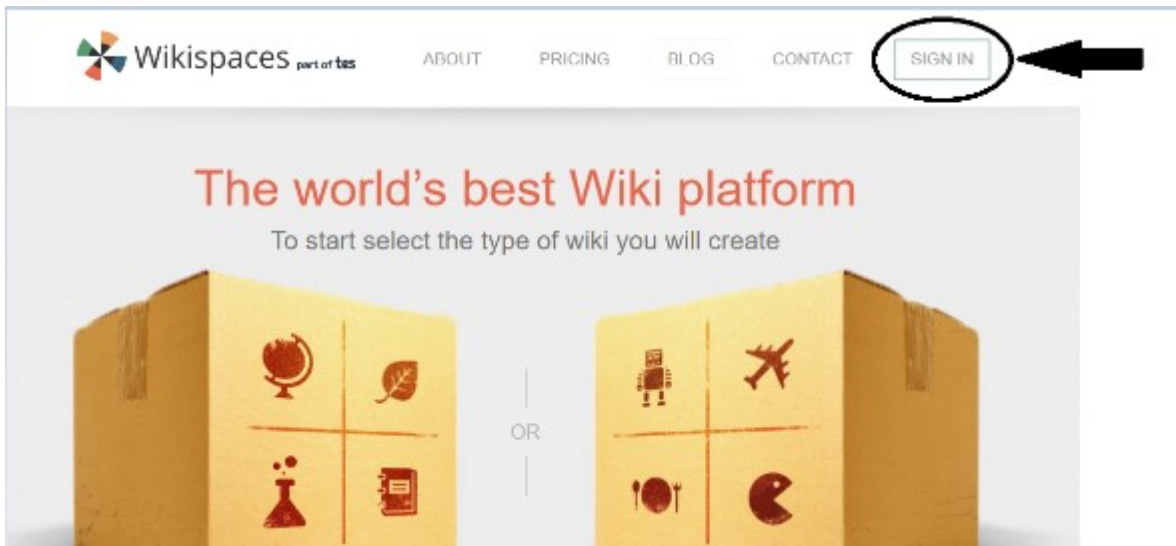 Wikispaces part of tes
ABOUT PRICING BLOG CONTACT SIGN IN
The world's best Wiki platform
To start select the type of wiki you will create
OR